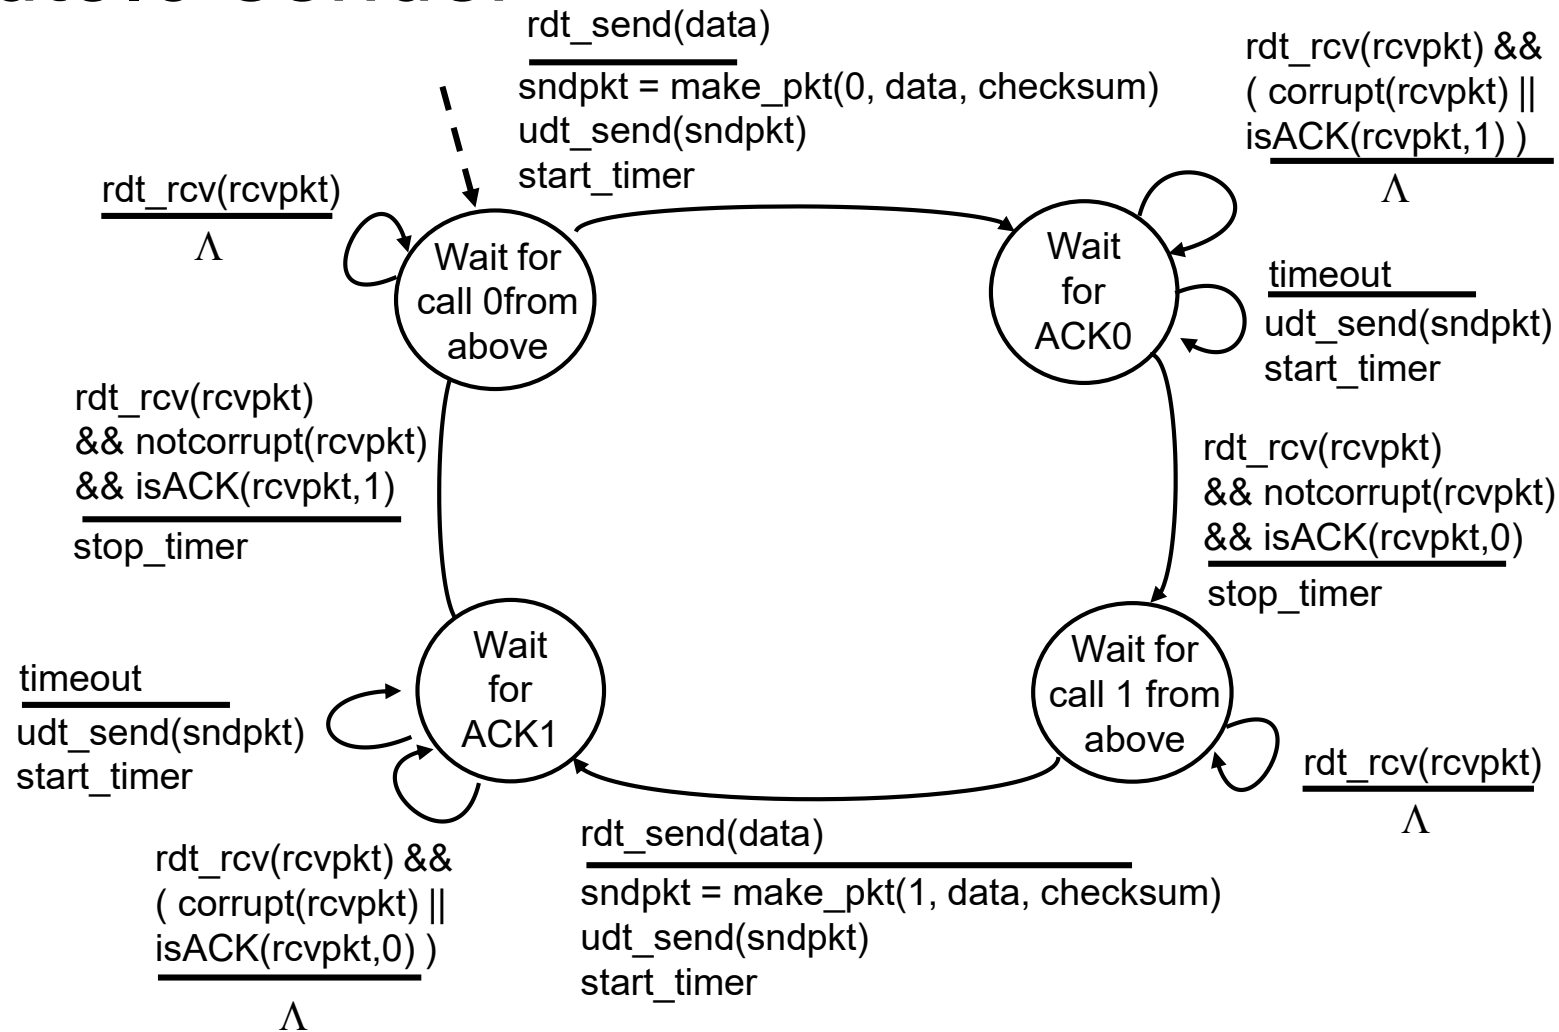 rdt_send(data)
sndpkt = make_pkt(0, data, checksum)
udt_send(sndpkt)
start_timer
rdt_rcv(rcvpkt) &&
( corrupt(rcvpkt) ||
isACK(rcvpkt,1) )
Λ
rdt_rcv(rcvpkt)
Λ
Wait for
call 0from
above
Wait
for
ACK0
timeout
udt_send(sndpkt)
start_timer
rdt_rcv(rcvpkt)
&& notcorrupt(rcvpkt)
&& isACK(rcvpkt,1)
stop_timer
rdt_rcv(rcvpkt)
&& notcorrupt(rcvpkt)
&& isACK(rcvpkt,0)
stop_timer
Wait
for
ACK1
Wait for
call 1 from
above
timeout
udt_send(sndpkt)
start_timer
rdt_rcv(rcvpkt)
Λ
rdt_rcv(rcvpkt) &&
( corrupt(rcvpkt) ||
isACK(rcvpkt,0) )
Λ
rdt_send(data)
sndpkt = make_pkt(1, data, checksum)
udt_send(sndpkt)
start_timer